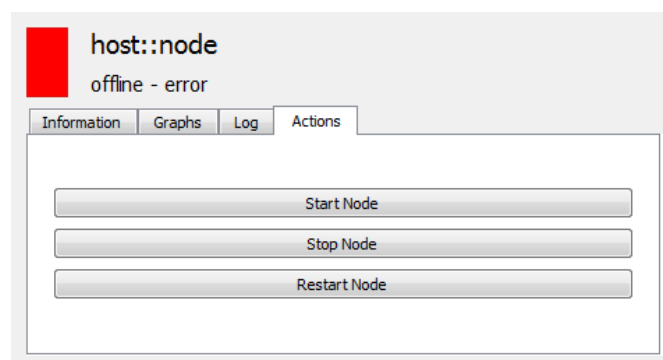 host::node
offline - error
Information Graphs Log Actions
Start Node
Stop Node
Restart Node